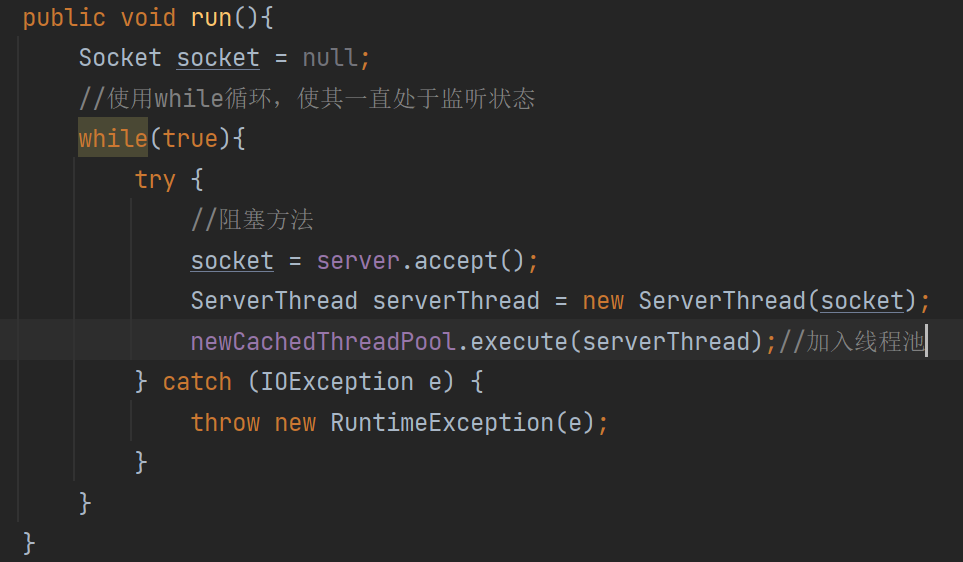 public void run(){
Socket socket = null;
//使用while循环，使其一直处于监听状态
while(true){
try {
//阻塞方法
socket = server.accept();
ServerThread serverThread = new ServerThread(socket);
newCachedThreadPool.execute(serverThread);//加入线程池
} catch (IOException e) {
throw new RuntimeException(e);
}
}
}